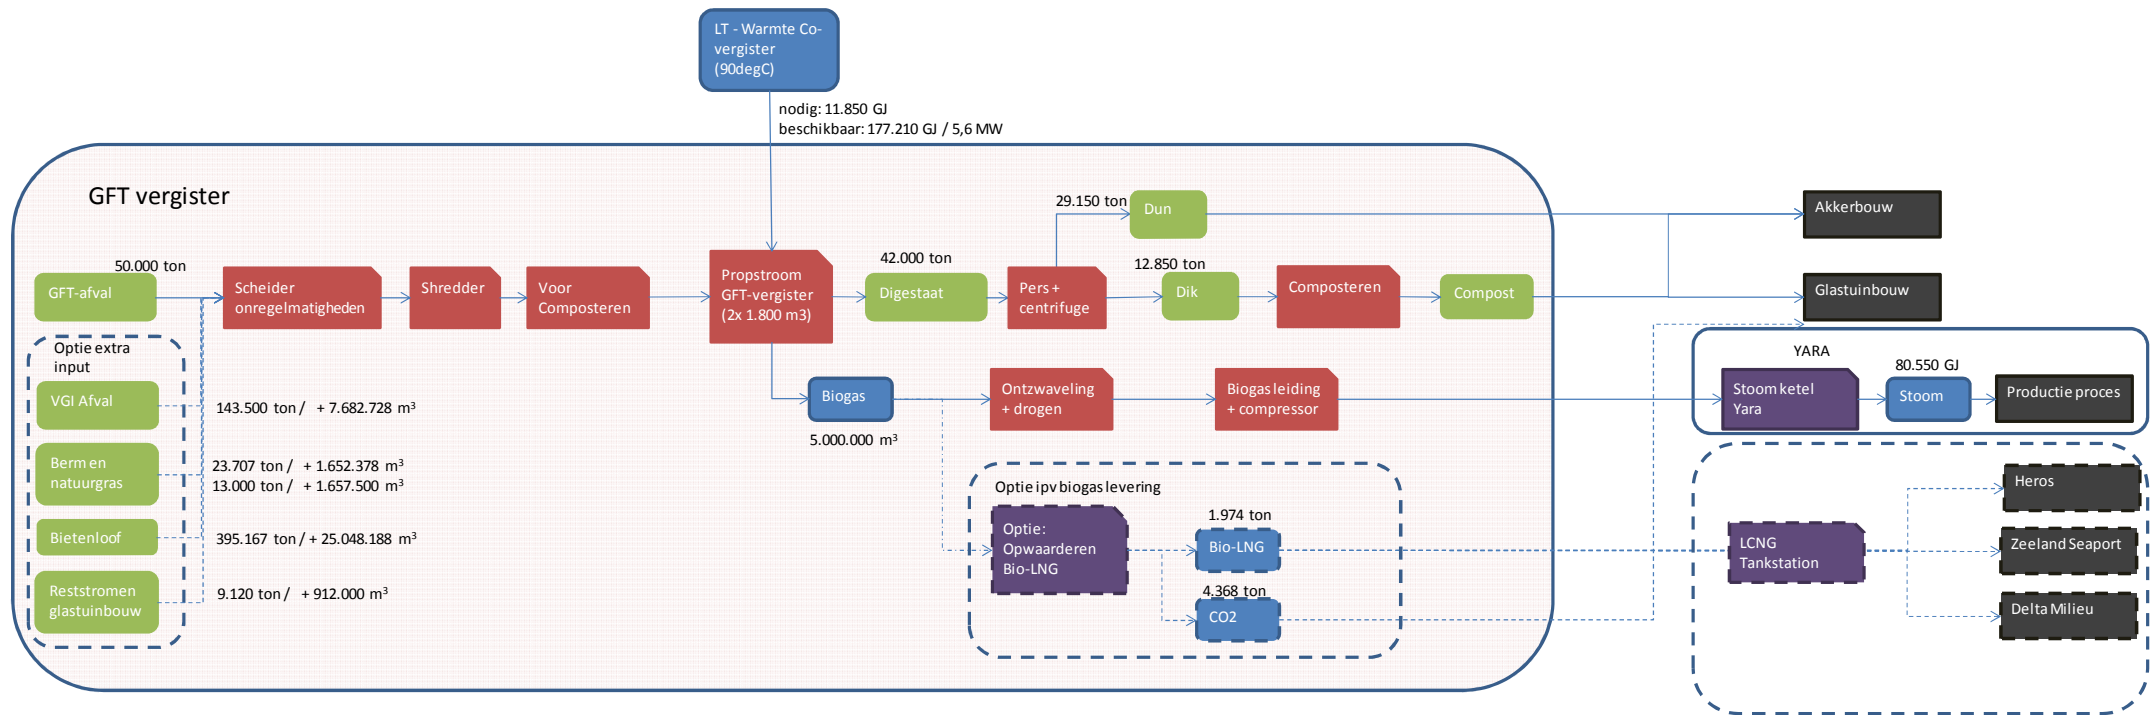 LT - Warmte Co-
vergister
(90degC)
nodig: 11.850 GJ
beschikbaar: 177.210 GJ / 5,6 MW
GFT vergister
50.000 ton
GFT-afval
Scheider
onregelmatigheden
Shredder
Voor
Composteren
Propstroom
GFT-vergister
(2x 1.800 m3)
42.000 ton
Digestaat
Pers +
centrifuge
29.150 ton
Dun
12.850 ton
Dik
Composteren
Compost
Akkerbouw
Glastuinbouw
Optie extra
input
VGI Afval
143.500 ton / + 7.682.728 m³
Berm en
natuurgras
23.707 ton / + 1.652.378 m³
13.000 ton / + 1.657.500 m³
Bietenloof
395.167 ton / + 25.048.188 m³
Reststromen
glastuinbouw
9.120 ton / + 912.000 m³
Biogas
5.000.000 m³
Ontzwaveling
+ drogen
Biogasleiding
+ compressor
YARA
Stoom ketel
Yara
80.550 GJ
Stoom
Productie proces
Optie ipv biogas levering
Optie:
Opwaarderen
Bio-LNG
1.974 ton
Bio-LNG
4.368 ton
CO2
LCNG
Tankstation
Heros
Zeeland Seaport
Delta Milieu